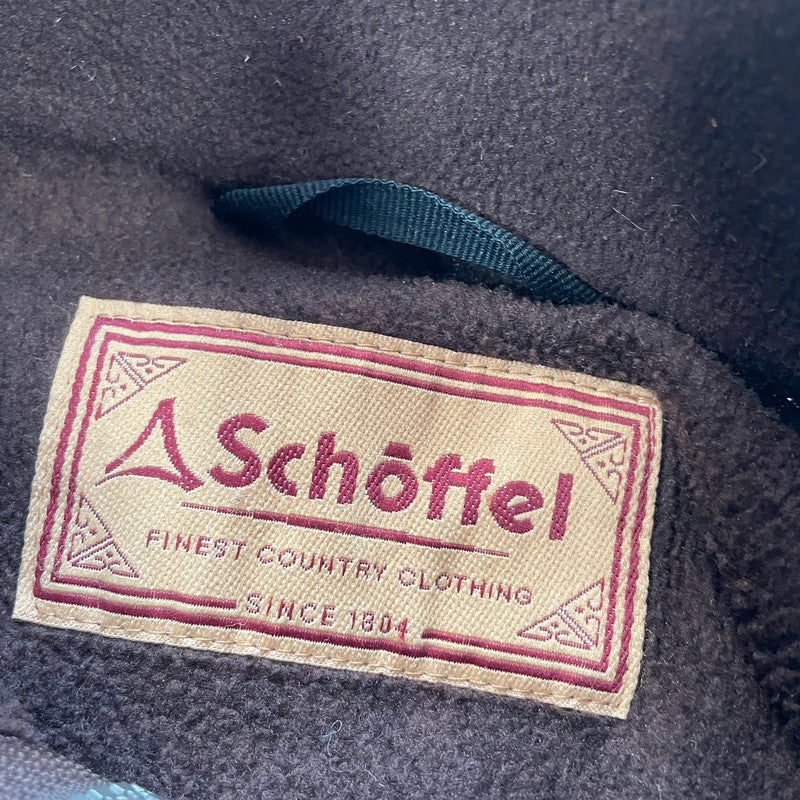 Schöffel
FINEST COUNTRY CLOTHING
SINCE 1804